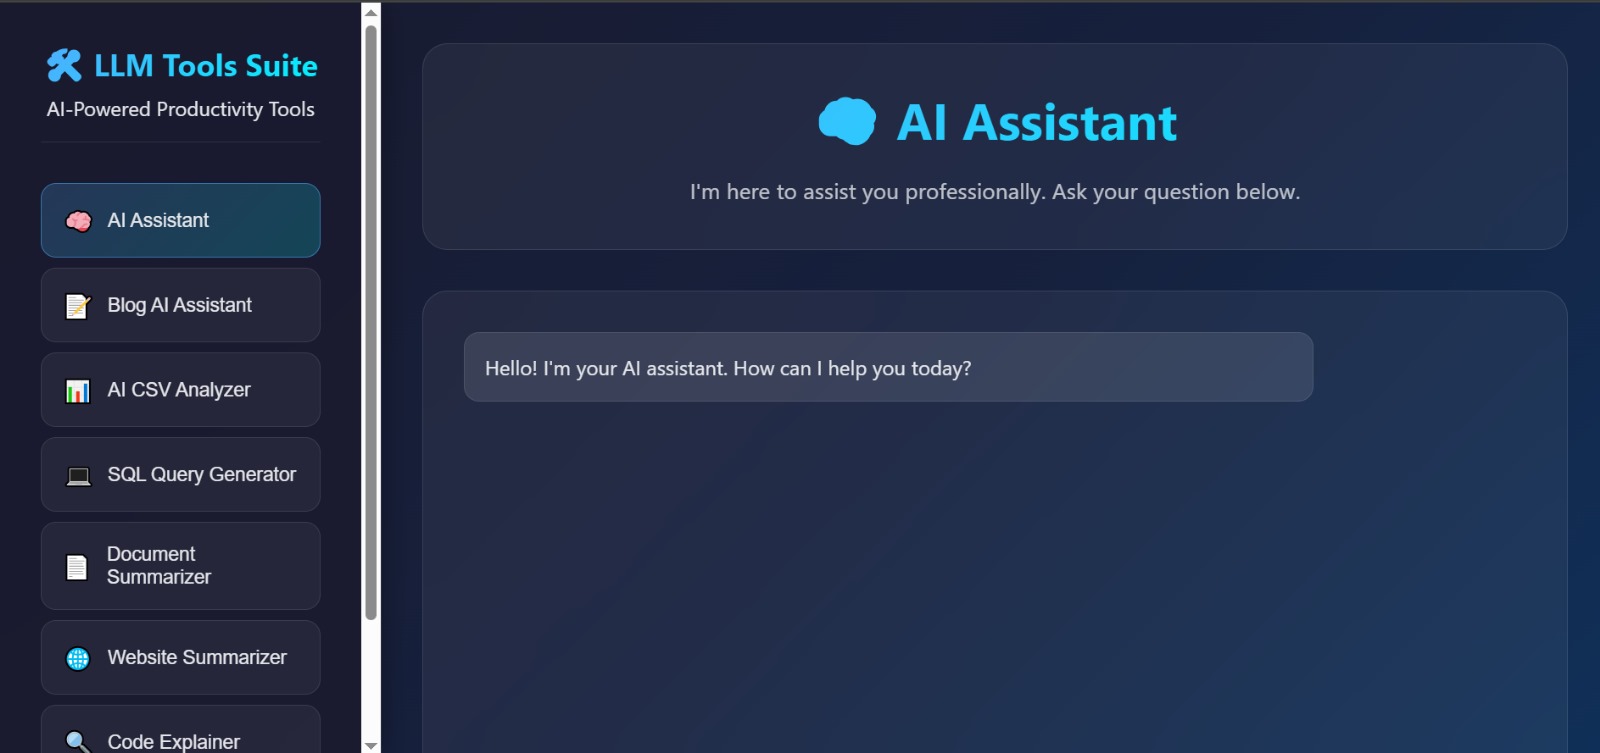 LLM Tools Suite
AI-Powered Productivity Tools
AI Assistant
Blog AI Assistant
AI CSV Analyzer
SQL Query Generator
Document
Summarizer
Website Summarizer
Code Explainer
AI Assistant
I'm here to assist you professionally. Ask your question below.
Hello! I'm your AI assistant. How can I help you today?